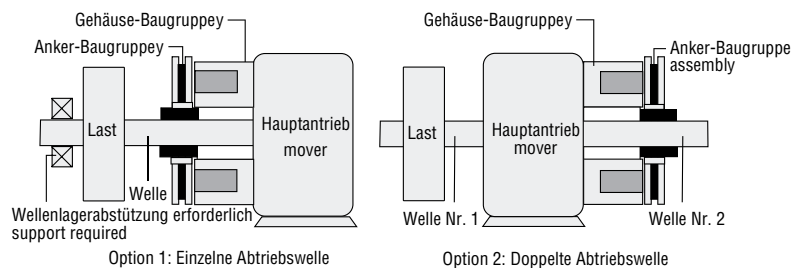 Gehäuse-Baugruppey
Anker-Baugruppey
Last
Hauptantrieb
mover
Welle
Wellenlagerabstützung erforderlich
support required
Option 1: Einzelne Abtriebswelle
Gehäuse-Baugruppey
Anker-Baugruppe
assembly
Last
Hauptantrieb
mover
Welle Nr. 1
Welle Nr. 2
Option 2: Doppelte Abtriebswelle